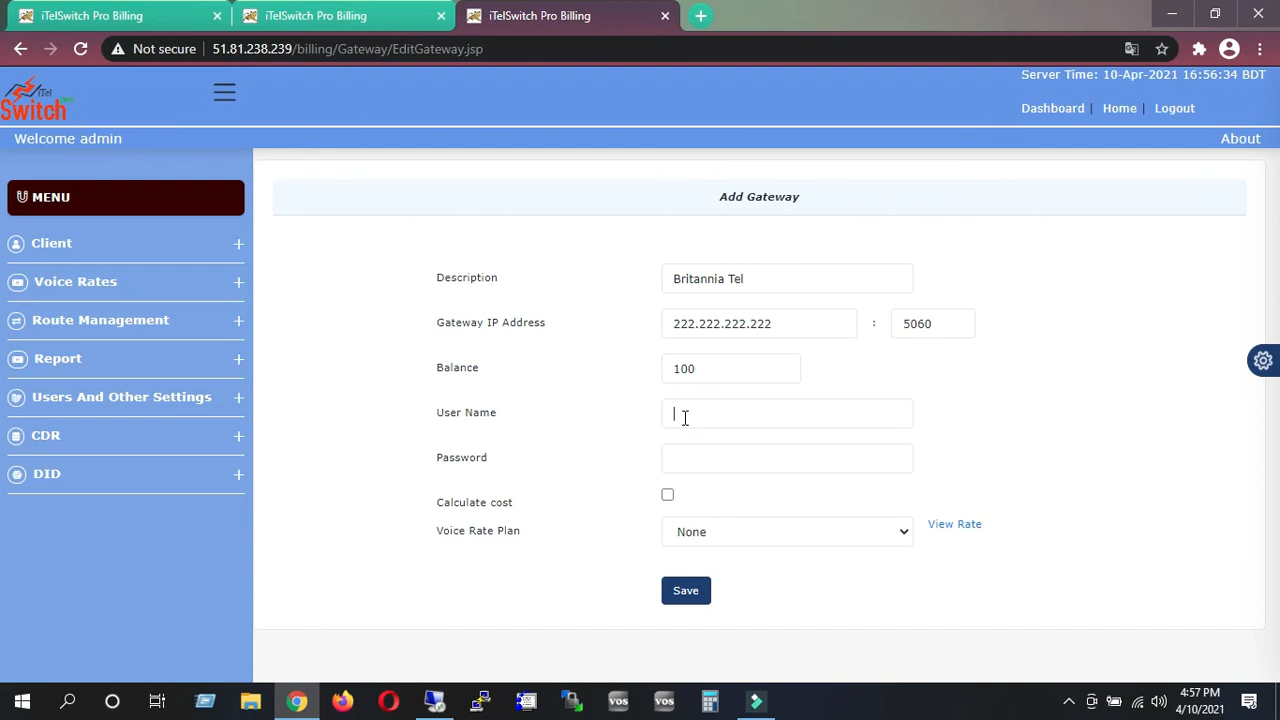 iTelSwitch Pro Billing
iTelSwitch Pro Billing
iTelSwitch Pro Billing
Not secure
51.81.238.239/billing/Gateway/EditGateway.jsp
iTel
Switch
Server Time: 10-Apr-2021 16:56:34 BDT
Dashboard | Home | Logout
Welcome admin
About
MENU
Client
Voice Rates
Route Management
Report
Users And Other Settings
CDR
DID
Add Gateway
Description
Britannia Tel
Gateway IP Address
222.222.222.222 : 5060
Balance
100
User Name
Password
Calculate cost
Voice Rate Plan
None
View Rate
Save
VOS
VOS
4:57 PM
4/10/2021